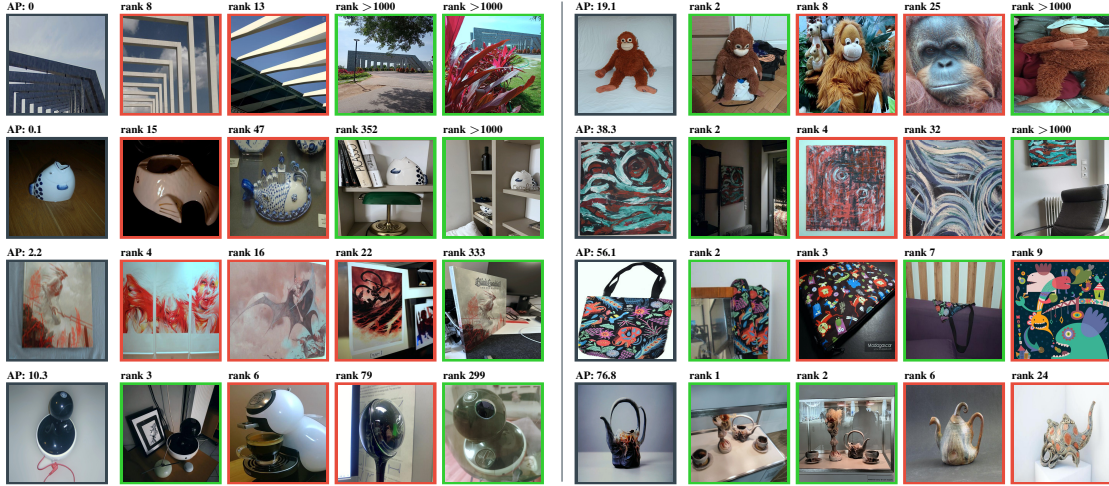 AP: 0 rank 8 rank 13 rank >1000 rank >1000
AP: 0.1 rank 15 rank 47 rank 352 rank >1000
AP: 2.2 rank 4 rank 16 rank 22 rank 333
AP: 10.3 rank 3 rank 6 rank 79 rank 299
AP: 19.1 rank 2 rank 8 rank 25 rank >1000
AP: 38.3 rank 2 rank 4 rank 32 rank >1000
AP: 56.1 rank 2 rank 3 rank 7 rank 9
Madagascar
AP: 76.8 rank 1 rank 2 rank 6 rank 24